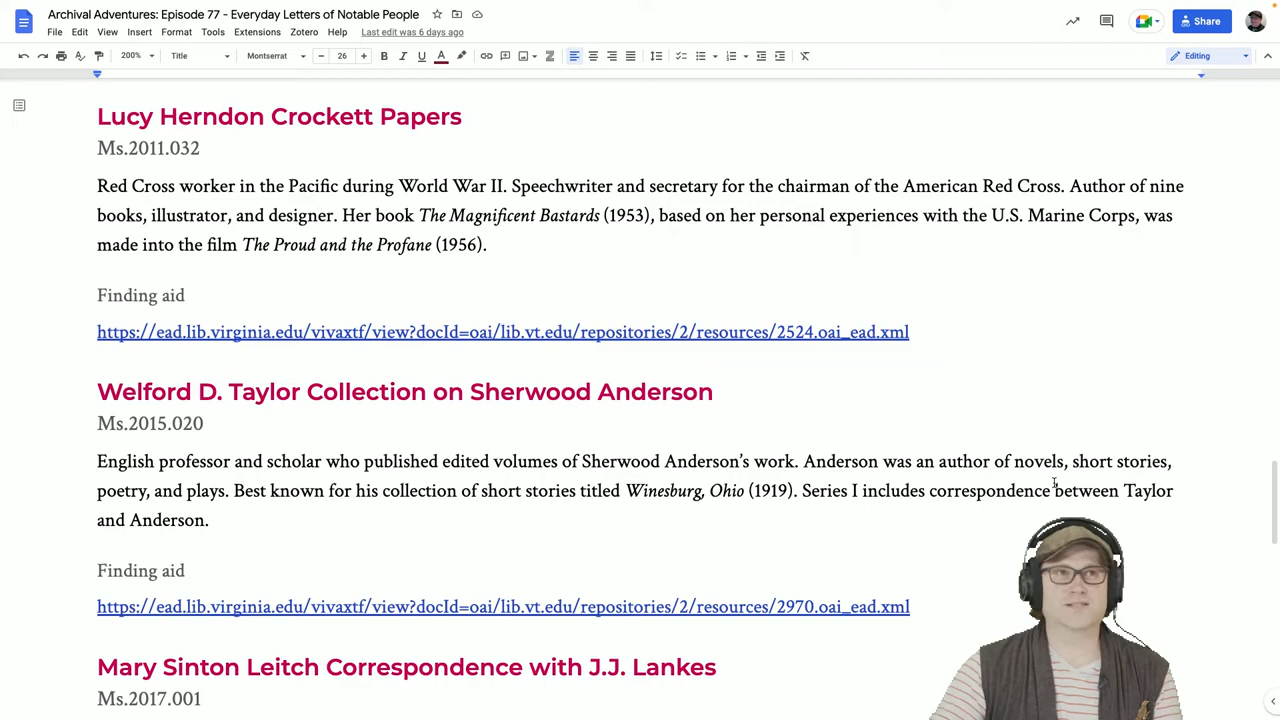 Archival Adventures: Episode 77 - Everyday Letters of Notable People
File Edit View Insert Format Tools Extensions Zotero Help Last edit was 6 days ago
Share
200% Title Montserrat 26 Editing
Lucy Herndon Crockett Papers
Ms.2011.032
Red Cross worker in the Pacific during World War II. Speechwriter and secretary for the chairman of the American Red Cross. Author of nine
books, illustrator, and designer. Her book The Magnificent Bastards (1953), based on her personal experiences with the U.S. Marine Corps, was
made into the film The Proud and the Profane (1956).
Finding aid
https://ead.lib.virginia.edu/vivaxtf/view?docId=oai/lib.vt.edu/repositories/2/resources/2524.oai_ead.xml
Welford D. Taylor Collection on Sherwood Anderson
Ms.2015.020
English professor and scholar who published edited volumes of Sherwood Anderson's work. Anderson was an author of novels, short stories,
poetry, and plays. Best known for his collection of short stories titled Winesburg, Ohio (1919). Series I includes correspondence between Taylor
and Anderson.
Finding aid
https://ead.lib.virginia.edu/vivaxtf/view?docId=oai/lib.vt.edu/repositories/2/resources/2970.oai_ead.xml
Mary Sinton Leitch Correspondence with J.J. Lankes
Ms.2017.001